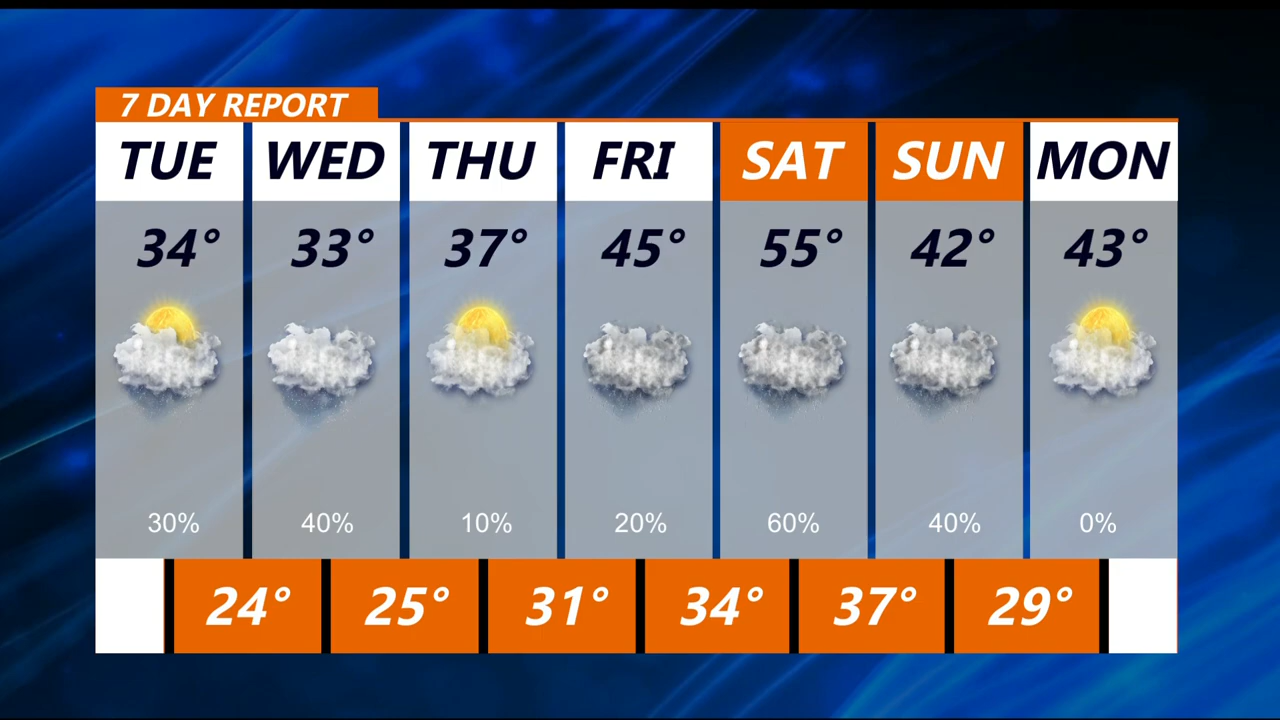 7 DAY REPORT
TUE WED THU FRI SAT SUN MON
34° 33° 37° 45° 55° 42° 43°
30% 40% 10% 20% 60% 40% 0%
24° 25° 31° 34° 37° 29°